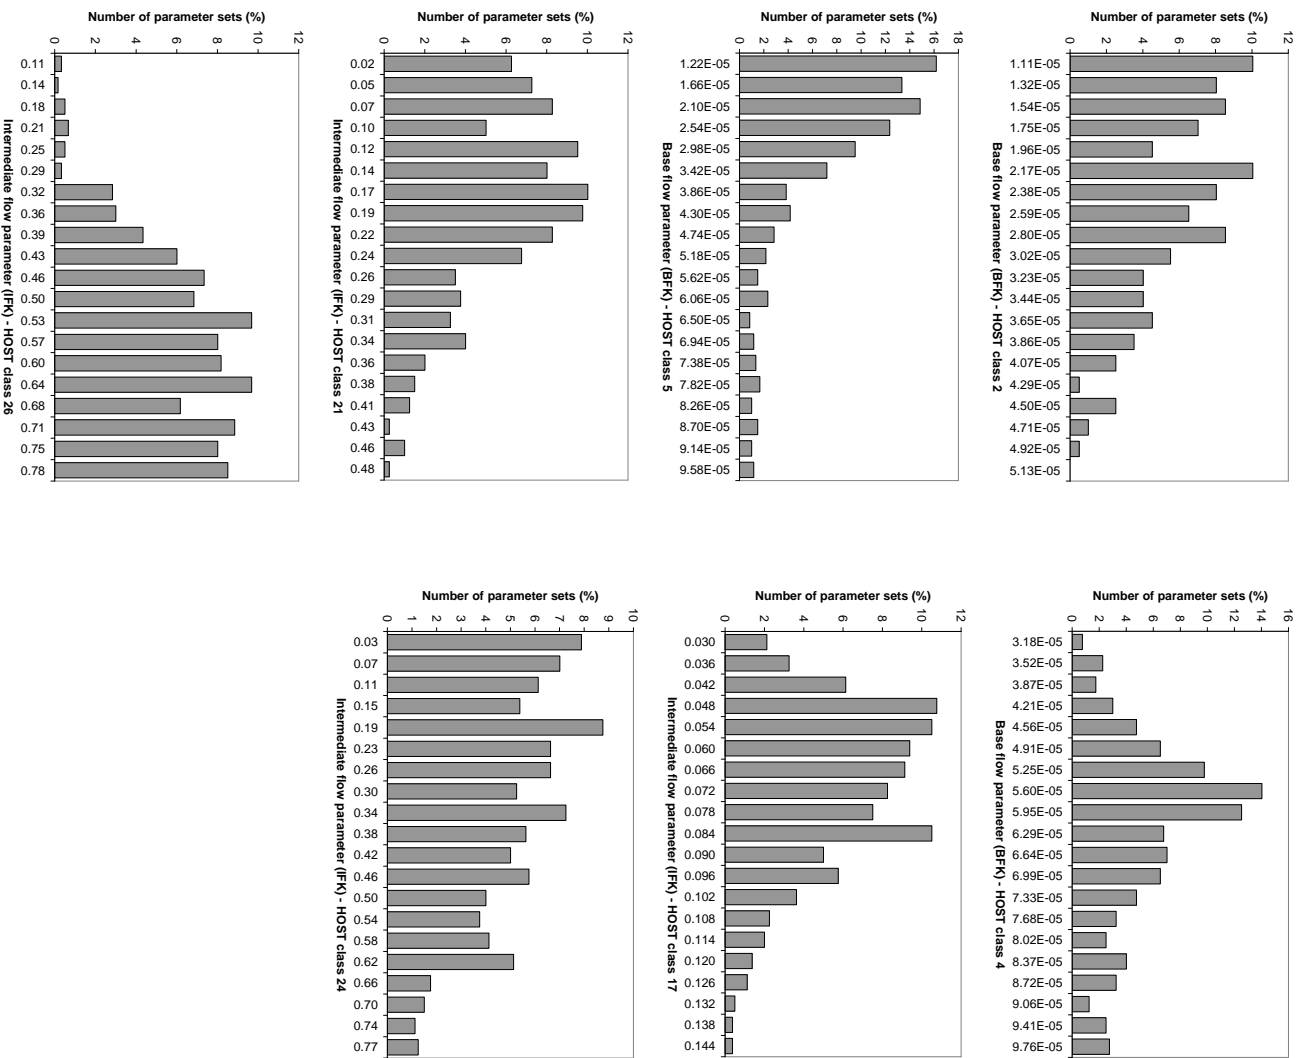 Number of parameter sets (%)
0 2 4 6 8 10 12
1.11E-05
1.32E-05
1.54E-05
1.75E-05
1.96E-05
2.17E-05
2.38E-05
2.59E-05
2.80E-05
3.02E-05
3.23E-05
3.44E-05
3.65E-05
3.86E-05
4.07E-05
4.29E-05
4.50E-05
4.71E-05
4.92E-05
5.13E-05
Base flow parameter (BFK) - HOST class 2
Number of parameter sets (%)
0 2 4 6 8 10 12 14 16
3.18E-05
3.52E-05
3.87E-05
4.21E-05
4.56E-05
4.91E-05
5.25E-05
5.60E-05
5.95E-05
6.29E-05
6.64E-05
6.99E-05
7.33E-05
7.68E-05
8.02E-05
8.37E-05
8.72E-05
9.06E-05
9.41E-05
9.76E-05
Base flow parameter (BFK) - HOST class 4
Number of parameter sets (%)
0 2 4 6 8 10 12 14 16 18
1.22E-05
1.66E-05
2.10E-05
2.54E-05
2.98E-05
3.42E-05
3.86E-05
4.30E-05
4.74E-05
5.18E-05
5.62E-05
6.06E-05
6.50E-05
6.94E-05
7.38E-05
7.82E-05
8.26E-05
8.70E-05
9.14E-05
9.58E-05
Base flow parameter (BFK) - HOST class 5
Number of parameter sets (%)
0 2 4 6 8 10 12
0.030
0.036
0.042
0.048
0.054
0.060
0.066
0.072
0.078
0.084
0.090
0.096
0.102
0.108
0.114
0.120
0.126
0.132
0.138
0.144
Intermediate flow parameter (IFK) - HOST class 17
Number of parameter sets (%)
0 2 4 6 8 10 12
0.02
0.05
0.07
0.10
0.12
0.14
0.17
0.19
0.22
0.24
0.26
0.29
0.31
0.34
0.36
0.38
0.41
0.43
0.46
0.48
Intermediate flow parameter (IFK) - HOST class 21
Number of parameter sets (%)
0 1 2 3 4 5 6 7 8 9 10
0.03
0.07
0.11
0.15
0.19
0.23
0.26
0.30
0.34
0.38
0.42
0.46
0.50
0.54
0.58
0.62
0.66
0.70
0.74
0.77
Intermediate flow parameter (IFK) - HOST class 24
Number of parameter sets (%)
0 2 4 6 8 10 12
0.11
0.14
0.18
0.21
0.25
0.29
0.32
0.36
0.39
0.43
0.46
0.50
0.53
0.57
0.60
0.64
0.68
0.71
0.75
0.78
Intermediate flow parameter (IFK) - HOST class 26